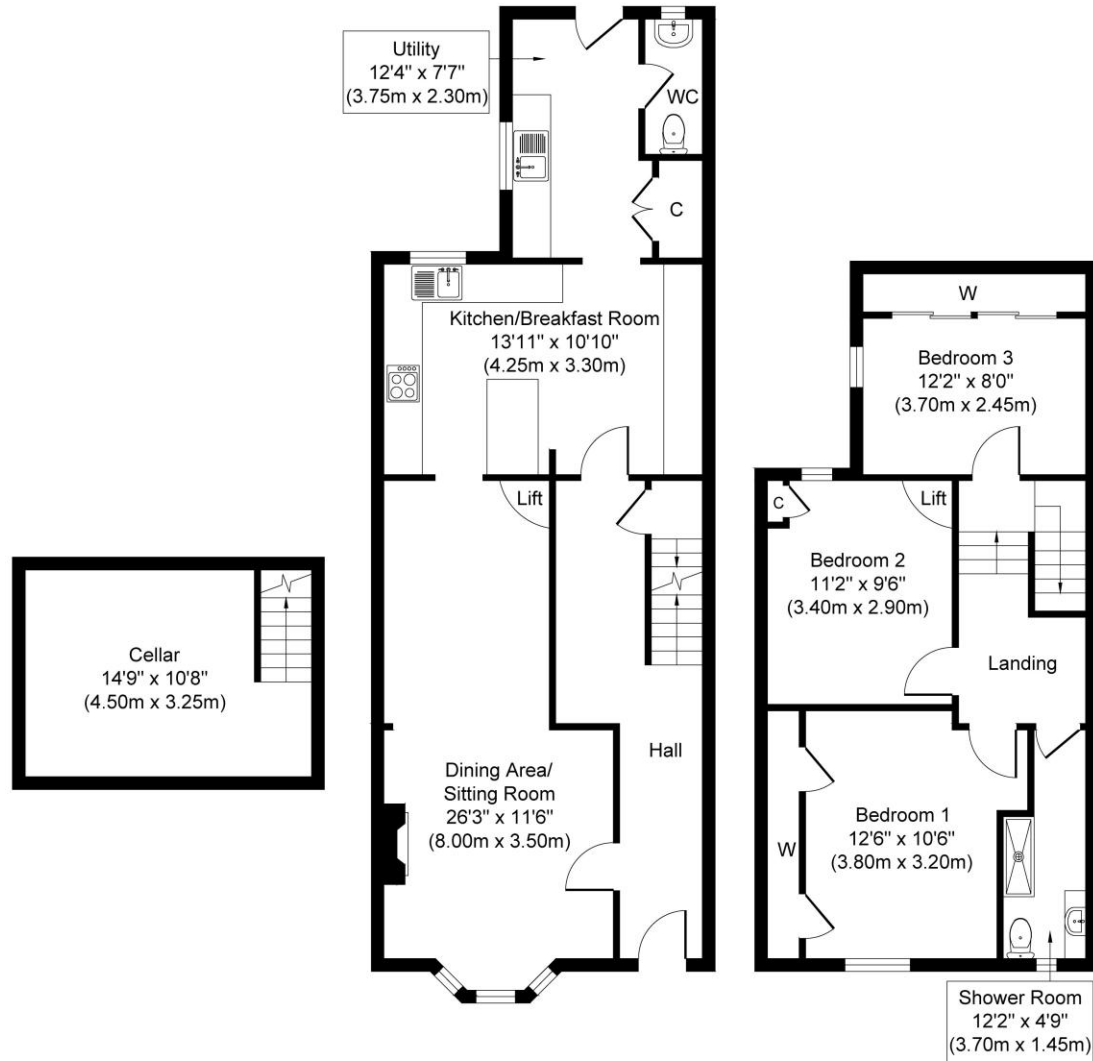 Utility
12'4" x 7'7"
(3.75m x 2.30m)
WC
C
Kitchen/Breakfast Room
13'11" x 10'10"
(4.25m x 3.30m)
Lift
Hall
Dining Area/
Sitting Room
26'3" x 11'6"
(8.00m x 3.50m)
Cellar
14'9" x 10'8"
(4.50m x 3.25m)
W
Bedroom 3
12'2" x 8'0"
(3.70m x 2.45m)
C
Lift
Bedroom 2
11'2" x 9'6"
(3.40m x 2.90m)
Landing
Bedroom 1
12'6" x 10'6"
(3.80m x 3.20m)
W
Shower Room
12'2" x 4'9"
(3.70m x 1.45m)